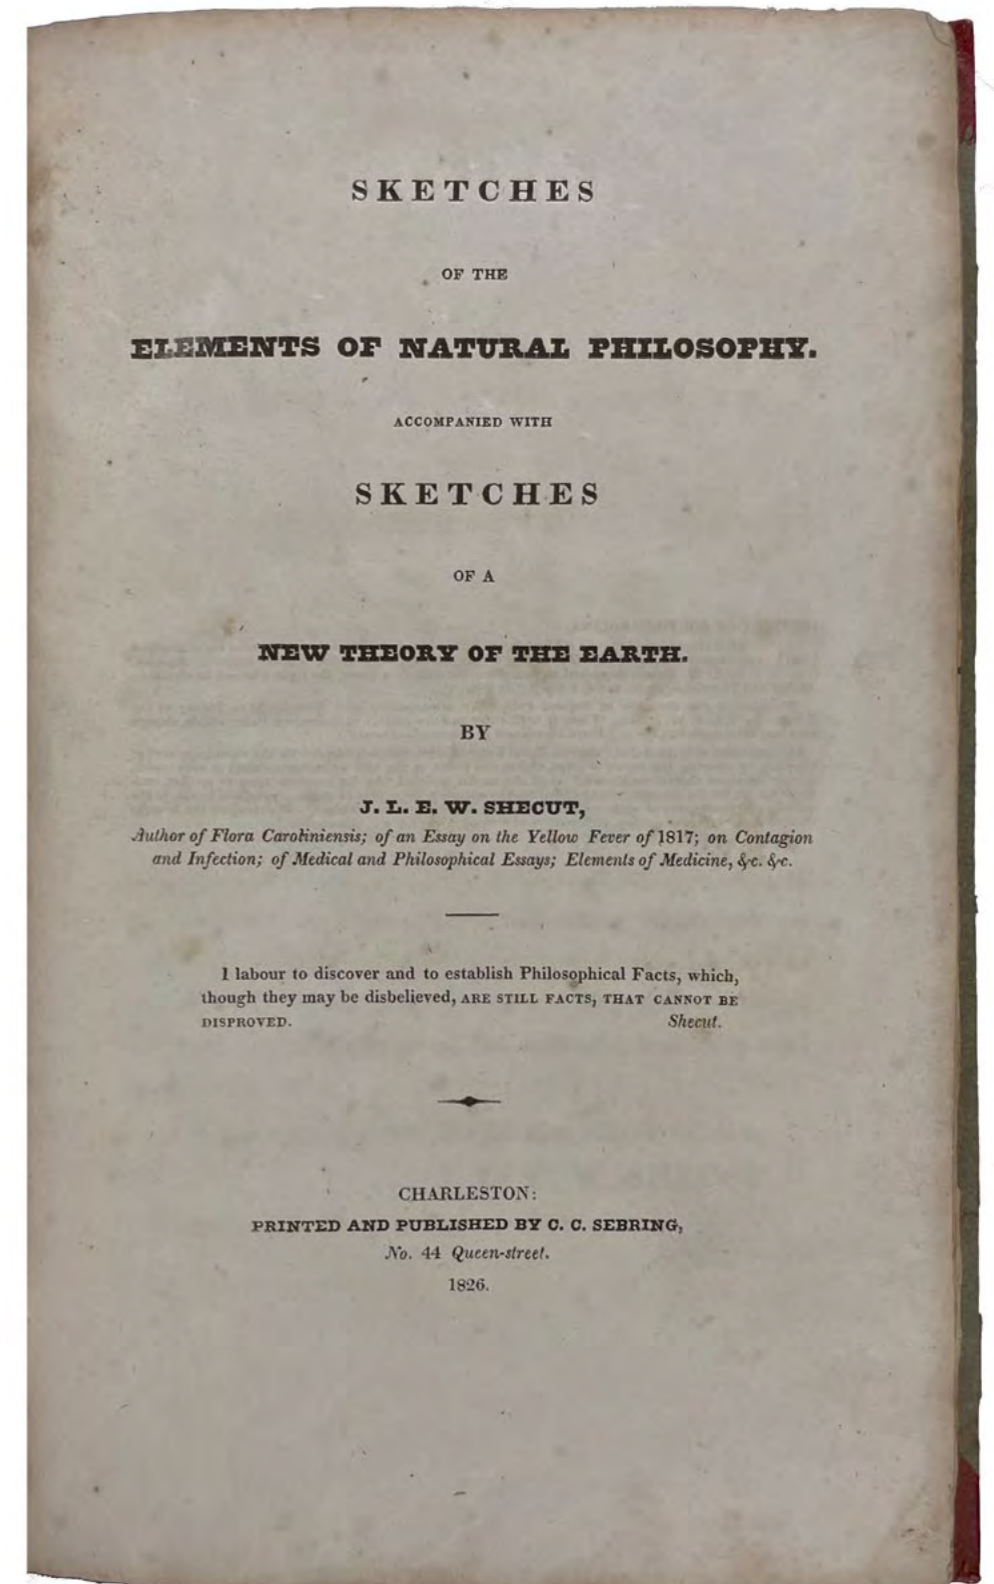 SKETCHES
OF THE
ELEMENTS OF NATURAL PHILOSOPHY.
ACCOMPANIED WITH
SKETCHES
OF A
NEW THEORY OF THE EARTH.
BY
J. L. E. W. SHECUT,
Author of Flora Caroliniensis; of an Essay on the Yellow Fever of 1817; on Contagion
and Infection; of Medical and Philosophical Essays; Elements of Medicine, &c. &c.
I labour to discover and to establish Philosophical Facts, which,
though they may be disbelieved, ARE STILL FACTS, THAT CANNOT BE
DISPROVED. Shecut.
CHARLESTON:
PRINTED AND PUBLISHED BY C. C. SEBRING,
No. 44 Queen-street.
1826.